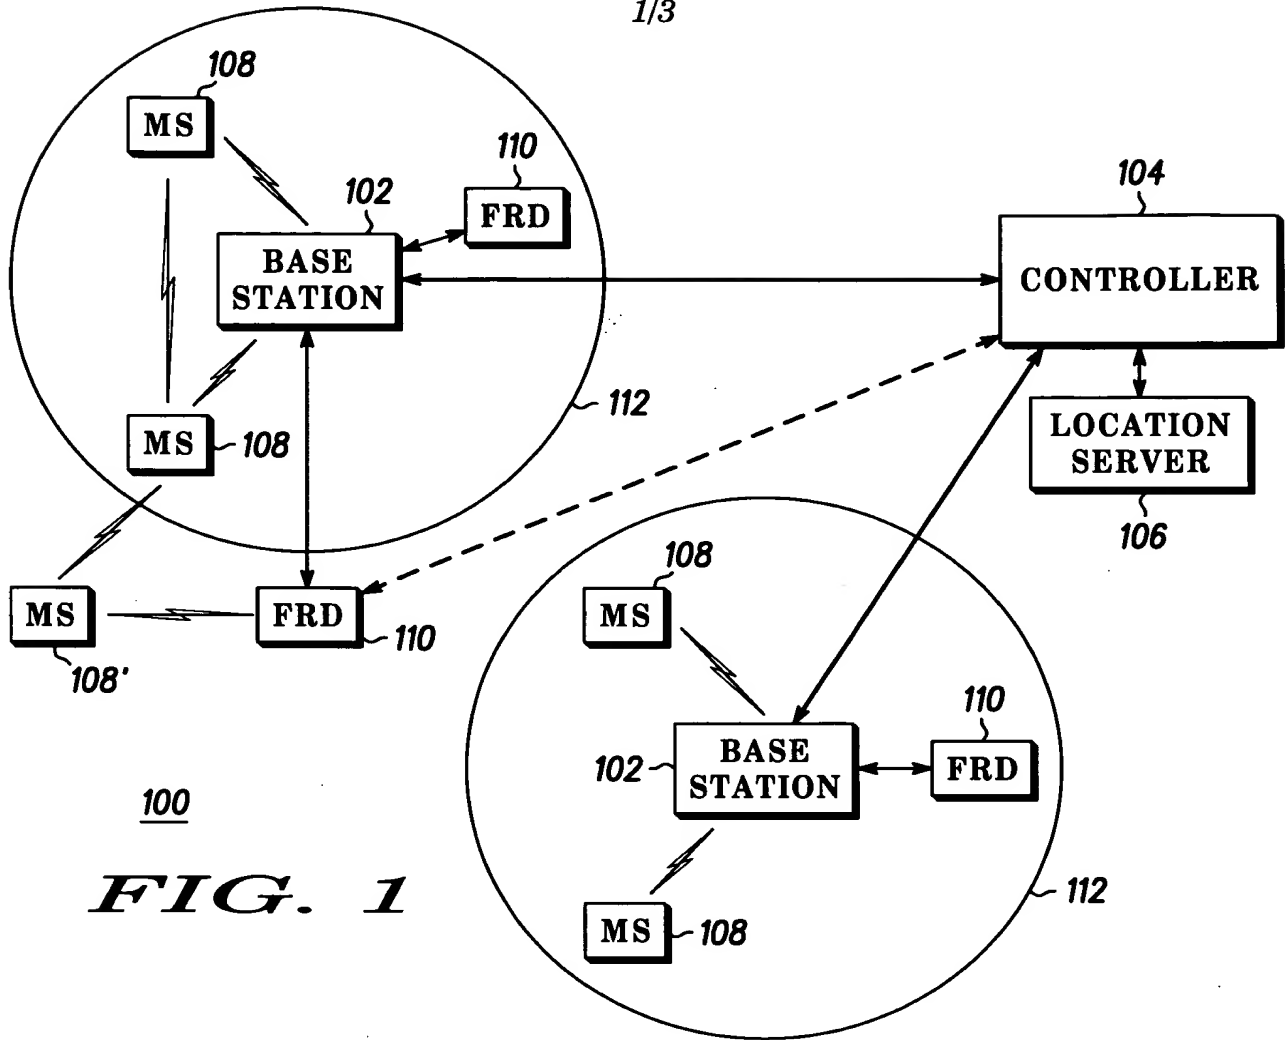 1/3
108
MS
110
102
FRD
104
BASE
STATION
CONTROLLER
112
MS
108
LOCATION
SERVER
106
108
MS
MS
FRD
110
108'
110
BASE
STATION
102
FRD
100
FIG. 1
112
MS
108